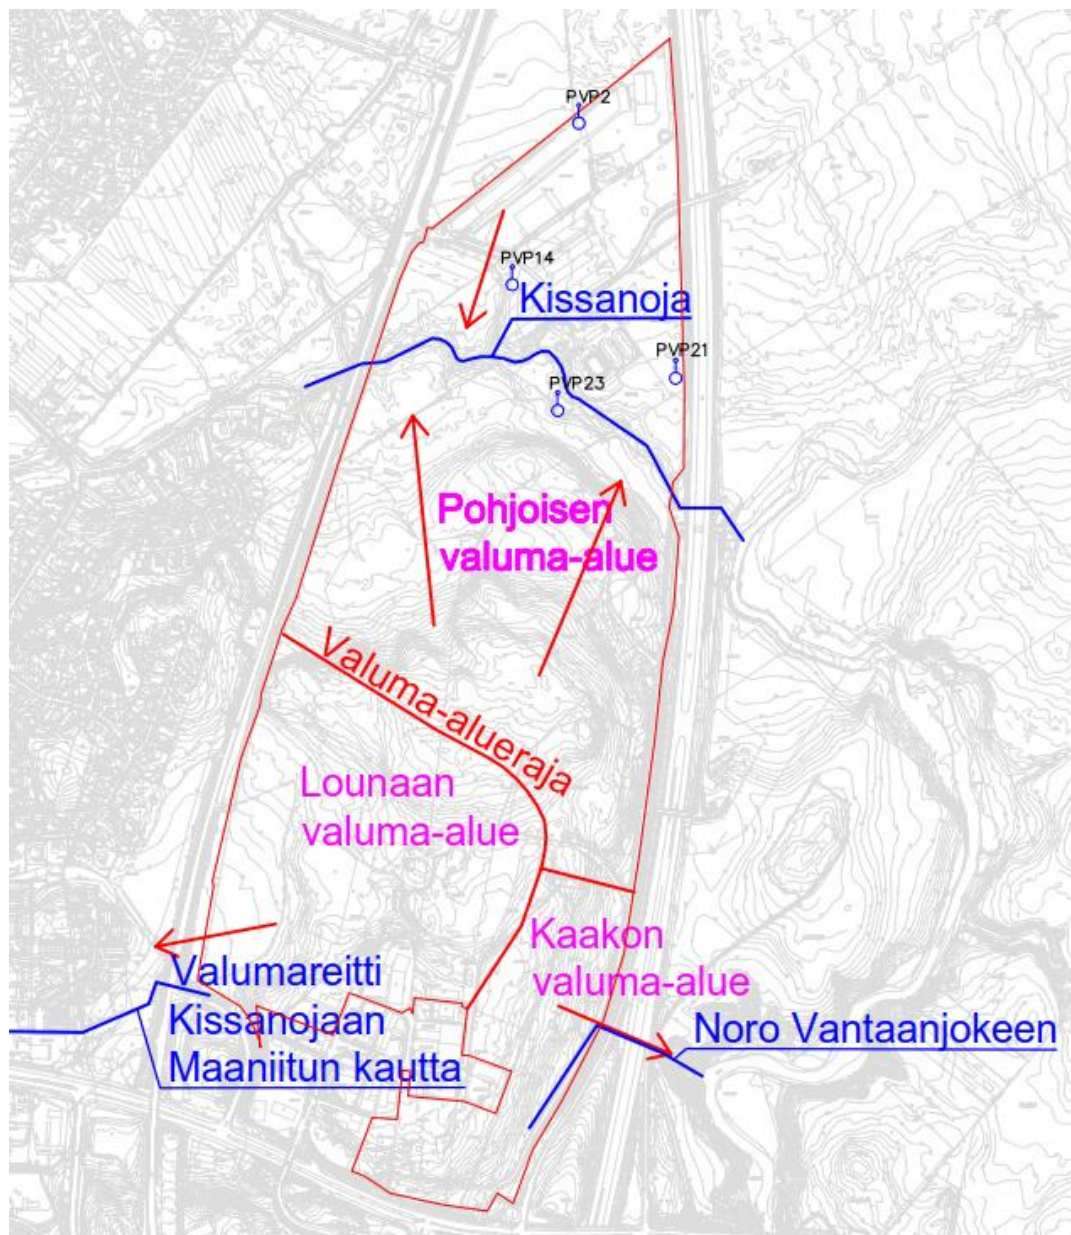 PVP2
PVP14
Kissanoja
PVP21
PVP23
Pohjoisen
valuma-alue
Valuma-alueraja
Lounaan
valuma-alue
Kaakon
valuma-alue
Valumareitti
Kissanojaan
Maaniitun kautta
Noro Vantaanjokeen